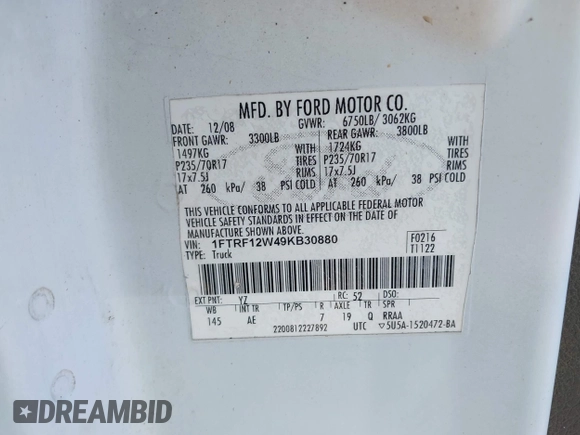 MFD. BY FORD MOTOR CO.
DATE: 12/08 GVWR: 6750LB/ 3062KG
FRONT GAWR: 3300LB REAR GAWR: 3800LB
1497KG WITH 1724KG WITH
P235/70R17 TIRES P235/70R17 TIRES
17x7.5J RIMS 17x7.5J RIMS
AT 260 kPa/ 38 PSI COLD AT 260 kPa/ 38 PSI COLD
THIS VEHICLE CONFORMS TO ALL APPLICABLE FEDERAL MOTOR
VEHICLE SAFETY STANDARDS IN EFFECT ON THE DATE OF
MANUFACTURE SHOWN ABOVE.
VIN: 1FTRF12W49KB30880 F0216
TYPE: Truck T1122
EXT PNT: YZ RC: 52 DSO:
WB INT TR TP/PS R AXLE TR SPR
145 AE 7 19 Q RRAA
2200812227892 UTC ▽5U5A-1520472-BA
DREAMBID